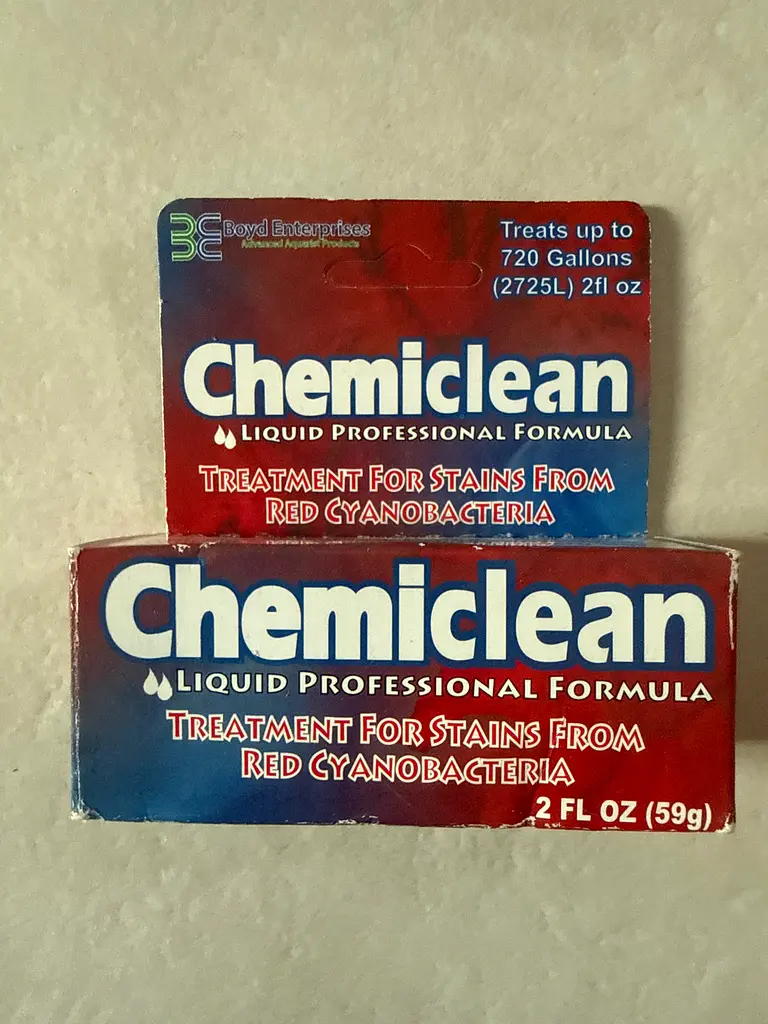 Boyd Enterprises
Advanced Aquarist Products
Treats up to
720 Gallons
(2725L) 2fl oz
Chemiclean
LIQUID PROFESSIONAL FORMULA
TREATMENT FOR STAINS FROM
RED CYANOBACTERIA
Chemiclean
LIQUID PROFESSIONAL FORMULA
TREATMENT FOR STAINS FROM
RED CYANOBACTERIA
2 FL OZ (59g)